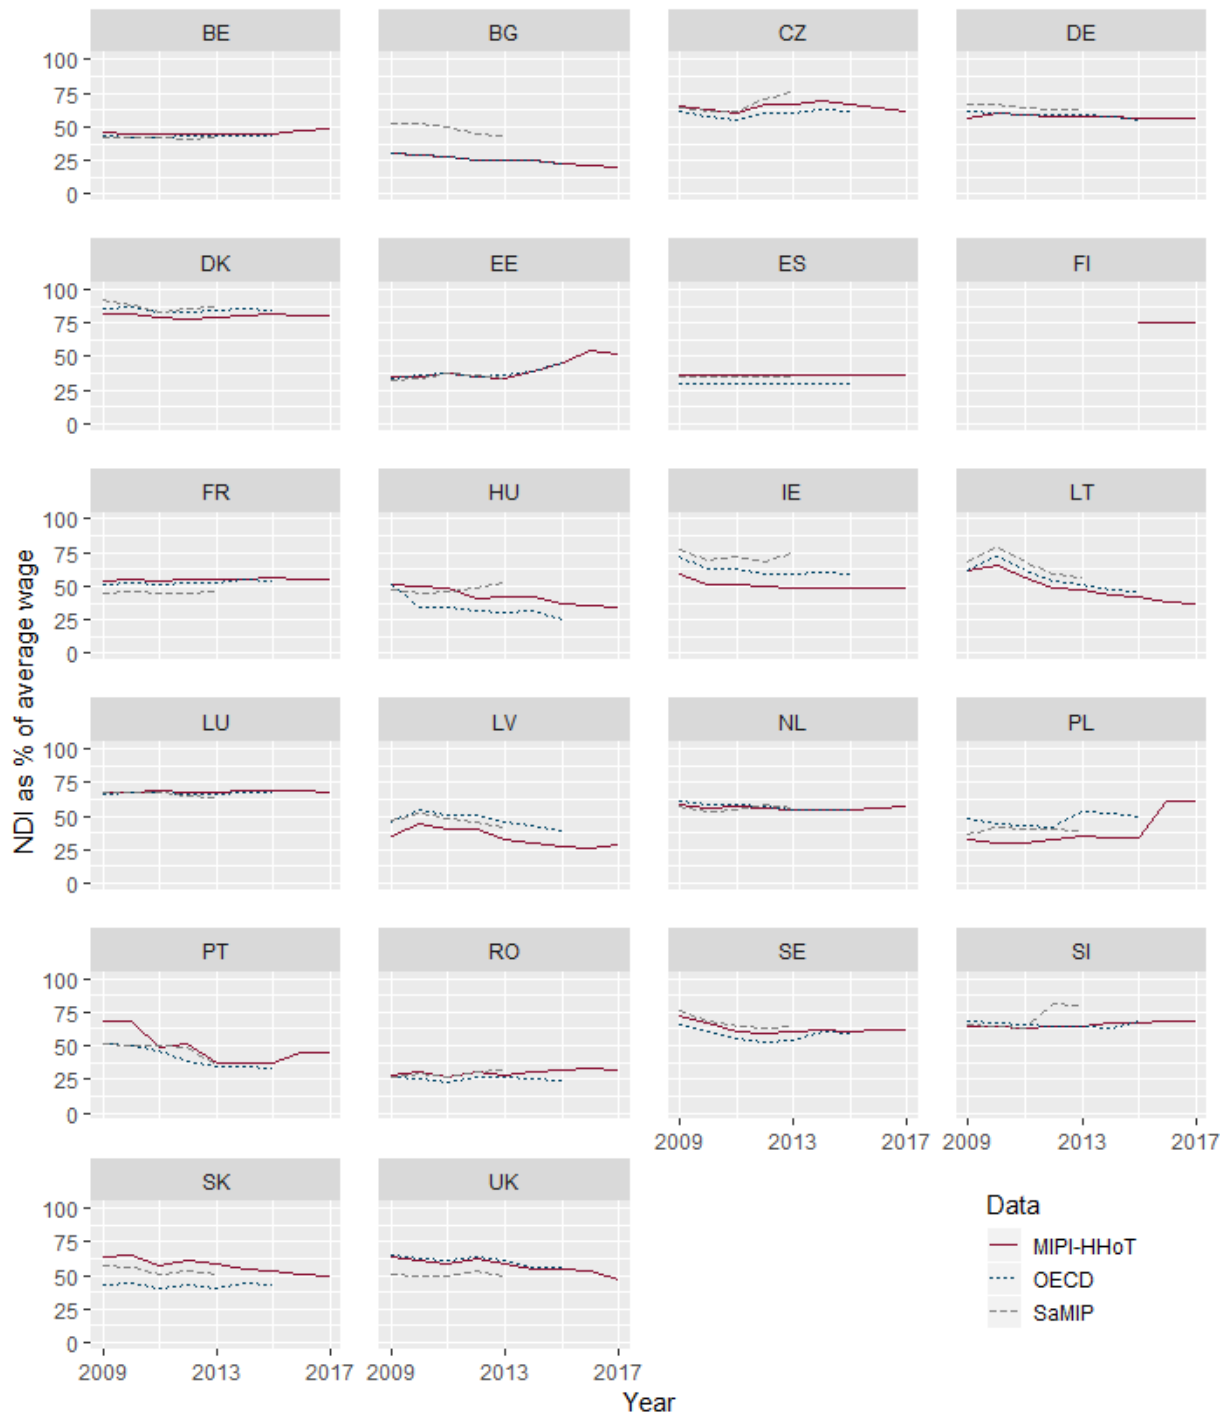 BE BG CZ DE
100
75
50
25
0
DK EE ES FI
100
75
50
25
0
FR HU IE LT
100
75
50
25
0
NDI as % of average wage
LU LV NL PL
100
75
50
25
0
PT RO SE SI
100
75
50
25
0
2009 2013 2017 2009 2013 2017
SK UK
100
75
50
25
0
2009 2013 2017 2009 2013 2017
Year
Data
MIPI-HHoT
OECD
SaMIP